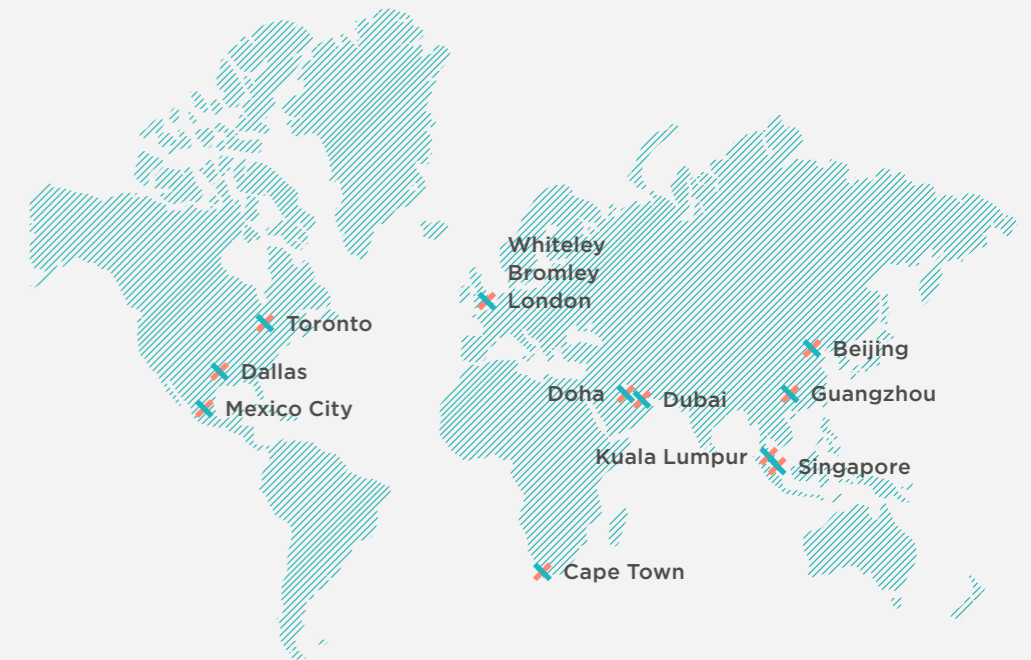 Whiteley
Bromley
London
Toronto
Beijing
Dallas
Doha
Dubai
Guangzhou
Mexico City
Kuala Lumpur
Singapore
Cape Town